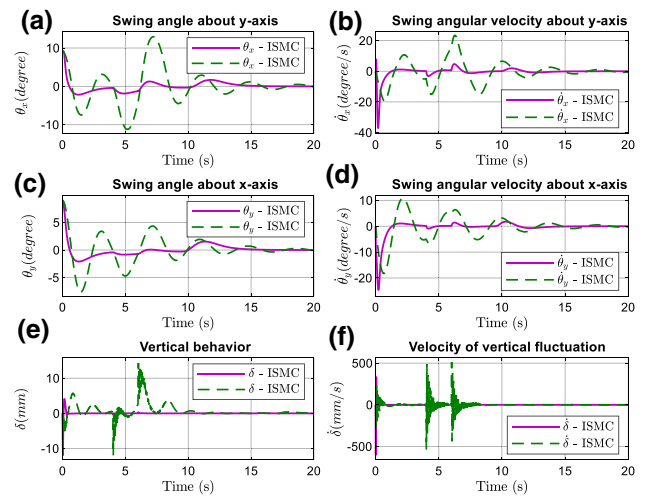 (a)
Swing angle about y-axis
θx(degree)
10
0
-10
θx - ISMC
θx - ISMC
0 5 10 15 20
Time (s)
(b)
Swing angular velocity about y-axis
θ̇x(degree/s)
20
0
-20
-40
θ̇x - ISMC
θ̇x - ISMC
0 5 10 15 20
Time (s)
(c)
Swing angle about x-axis
θy(degree)
5
0
-5
θy - ISMC
θy - ISMC
0 5 10 15 20
Time (s)
(d)
Swing angular velocity about x-axis
θ̇y(degree/s)
10
0
-10
-20
θ̇y - ISMC
θ̇y - ISMC
0 5 10 15 20
Time (s)
(e)
Vertical behavior
δ(mm)
10
0
-10
δ - ISMC
δ - ISMC
0 5 10 15 20
Time (s)
(f)
Velocity of vertical fluctuation
δ̇(mm/s)
500
0
-500
δ̇ - ISMC
δ̇ - ISMC
0 5 10 15 20
Time (s)